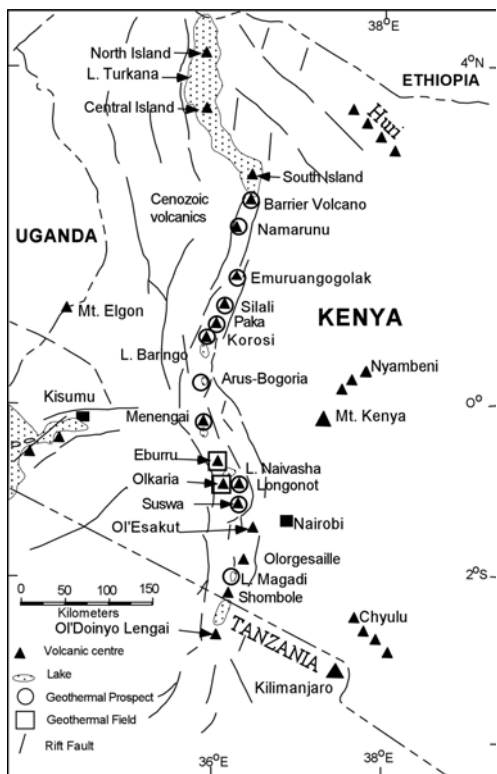 38°E
4°N
North Island
L. Turkana
ETHIOPIA
Central Island
Huri
South Island
Cenozoic
volcanics
Barrier Volcano
UGANDA
Namarunu
Emuruangogolak
Silali
Mt. Elgon
Paka
KENYA
Korosi
L. Baringo
Nyambeni
Arus-Bogoria
Kisumu
0°
Menengai
Mt. Kenya
Eburru
L. Naivasha
Olkaria
Longonot
Suswa
Nairobi
Ol'Esakut
Olorgesaille
L. Magadi
2°S
0 50 100 150
Shombole
Kilometers
Chyulu
Ol'Doinyo Lengai
TANZANIA
Volcanic centre
Lake
Kilimanjaro
Geothermal Prospect
Geothermal Field
Rift Fault
36°E
38°E